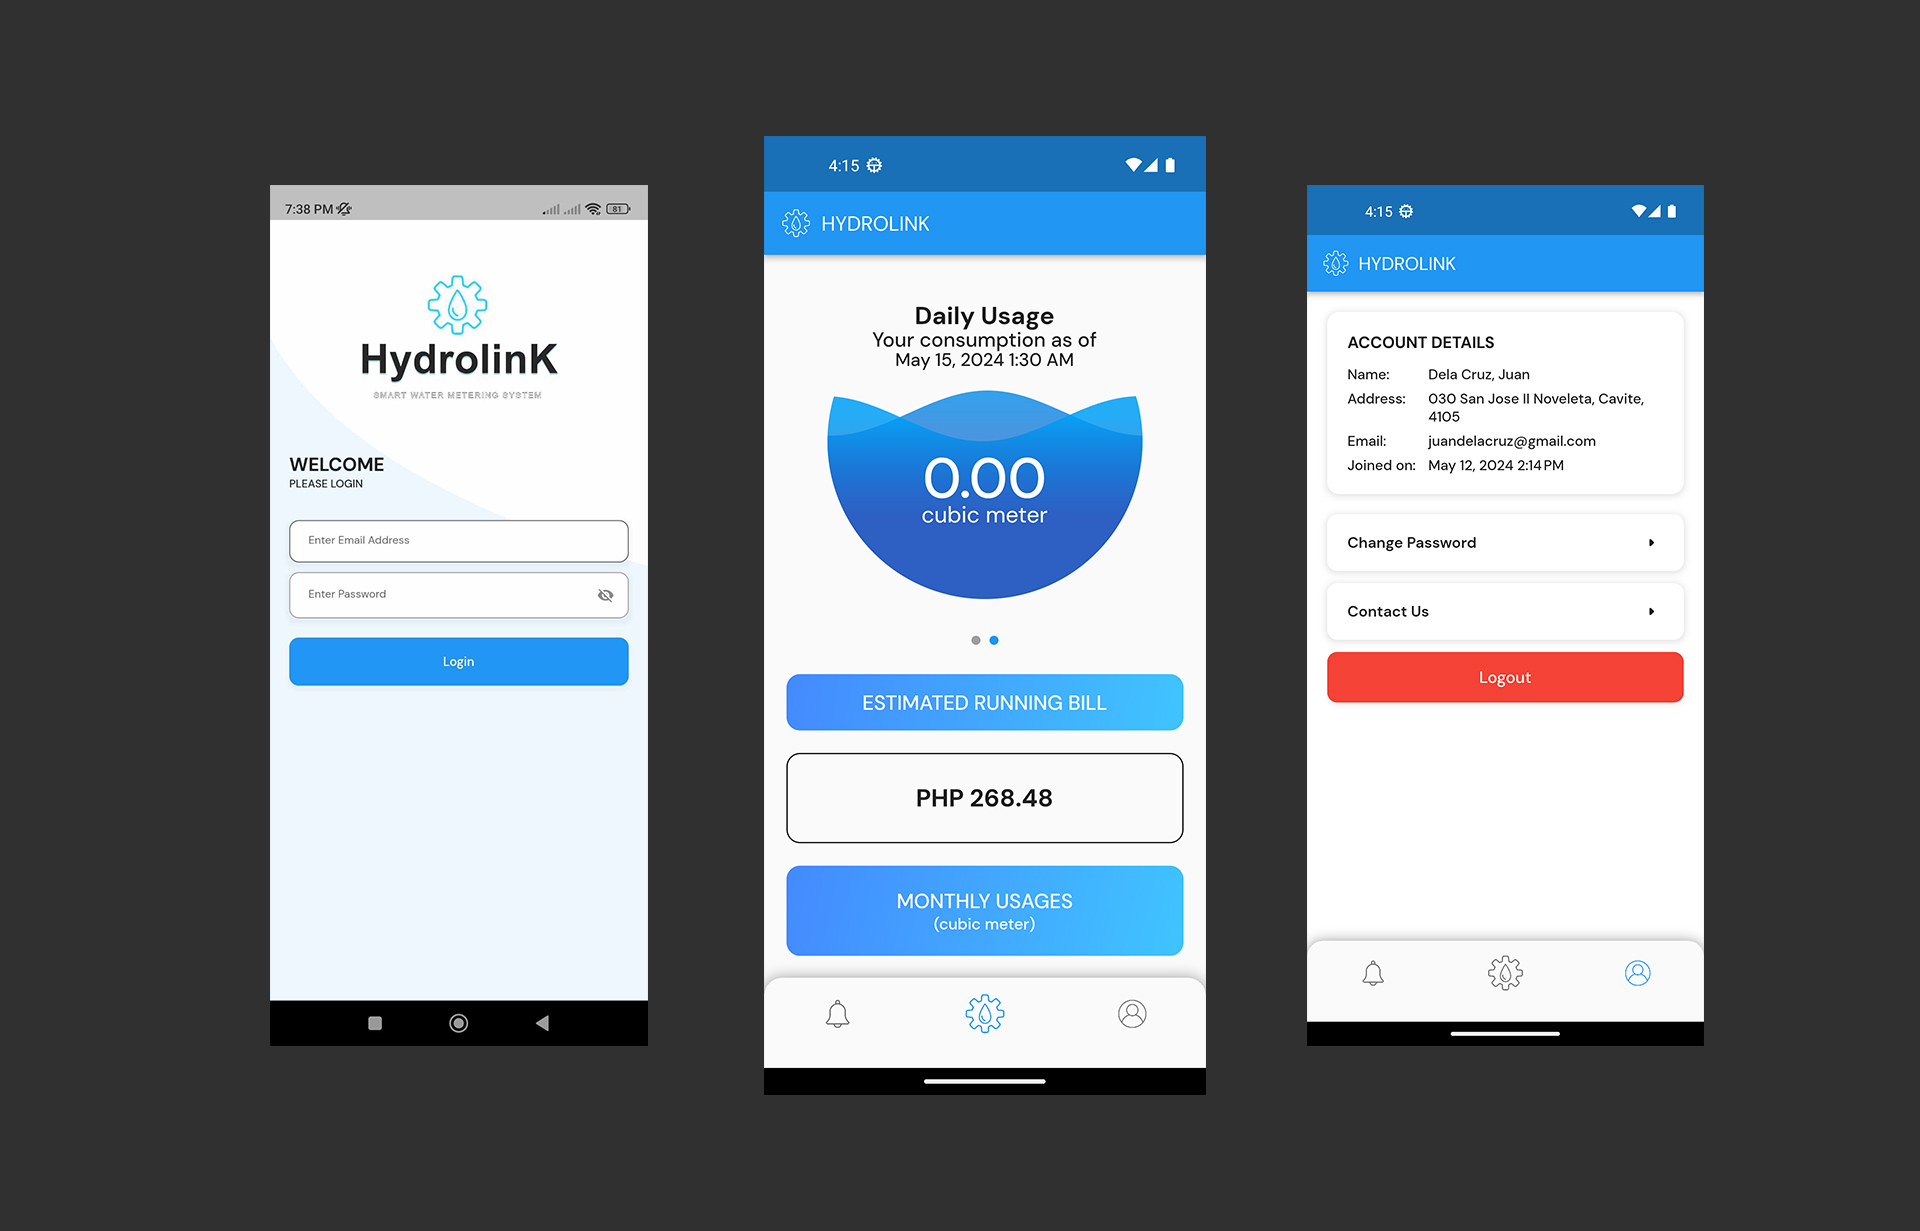 7:38 PM
81
HydrolinK
SMART WATER METERING SYSTEM
WELCOME
PLEASE LOGIN
Enter Email Address
Enter Password
Login
4:15
HYDROLINK
Daily Usage
Your consumption as of
May 15, 2024 1:30 AM
0.00
cubic meter
ESTIMATED RUNNING BILL
PHP 268.48
MONTHLY USAGES
(cubic meter)
4:15
HYDROLINK
ACCOUNT DETAILS
Name: Dela Cruz, Juan
Address: 030 San Jose II Noveleta, Cavite,
4105
Email: juandelacruz@gmail.com
Joined on: May 12, 2024 2:14PM
Change Password
Contact Us
Logout